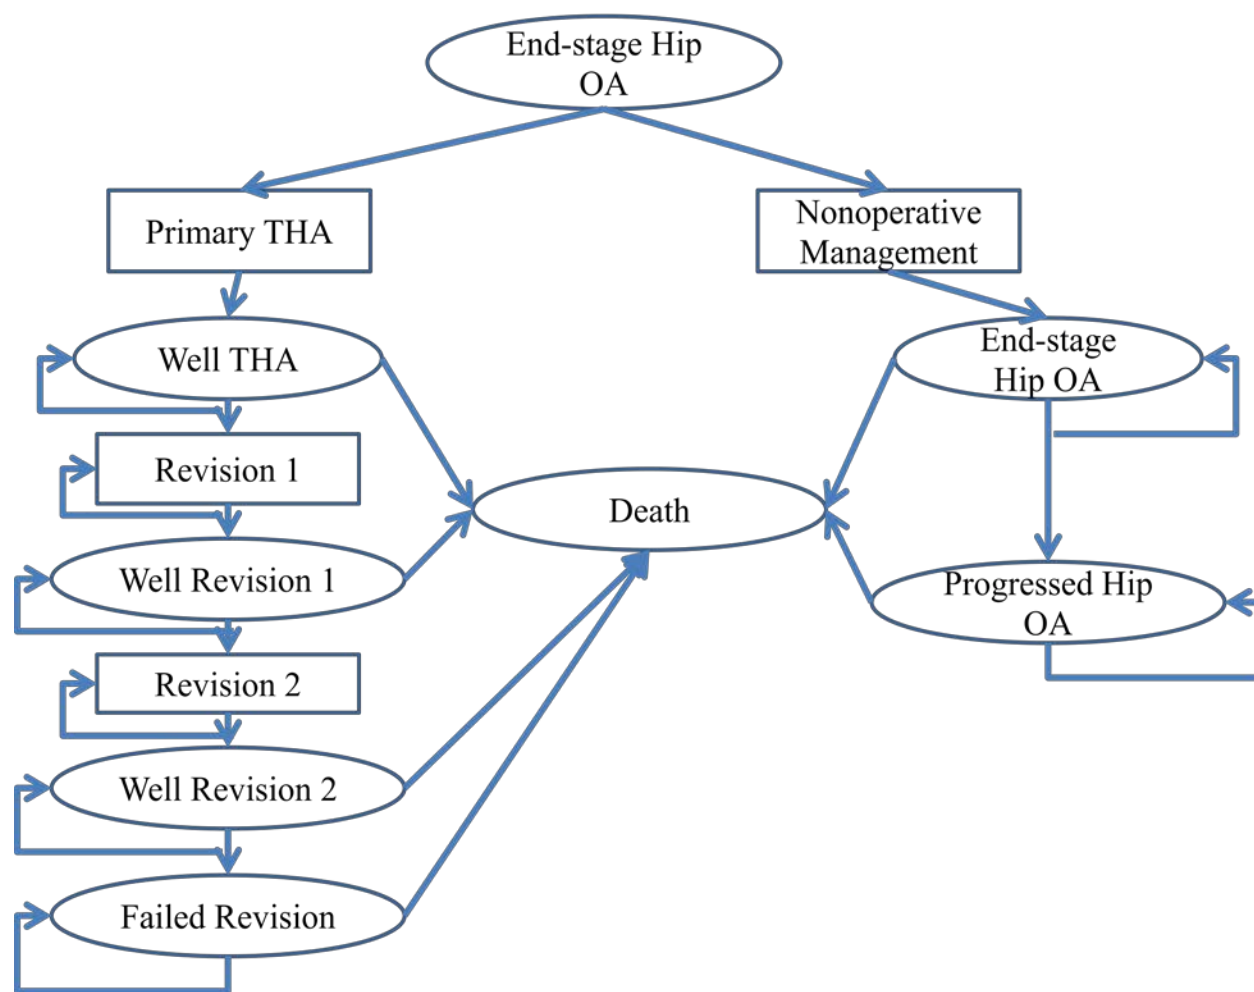 End-stage Hip
OA
Primary THA
Nonoperative
Management
Well THA
End-stage
Hip OA
Revision 1
Death
Well Revision 1
Progressed Hip
OA
Revision 2
Well Revision 2
Failed Revision